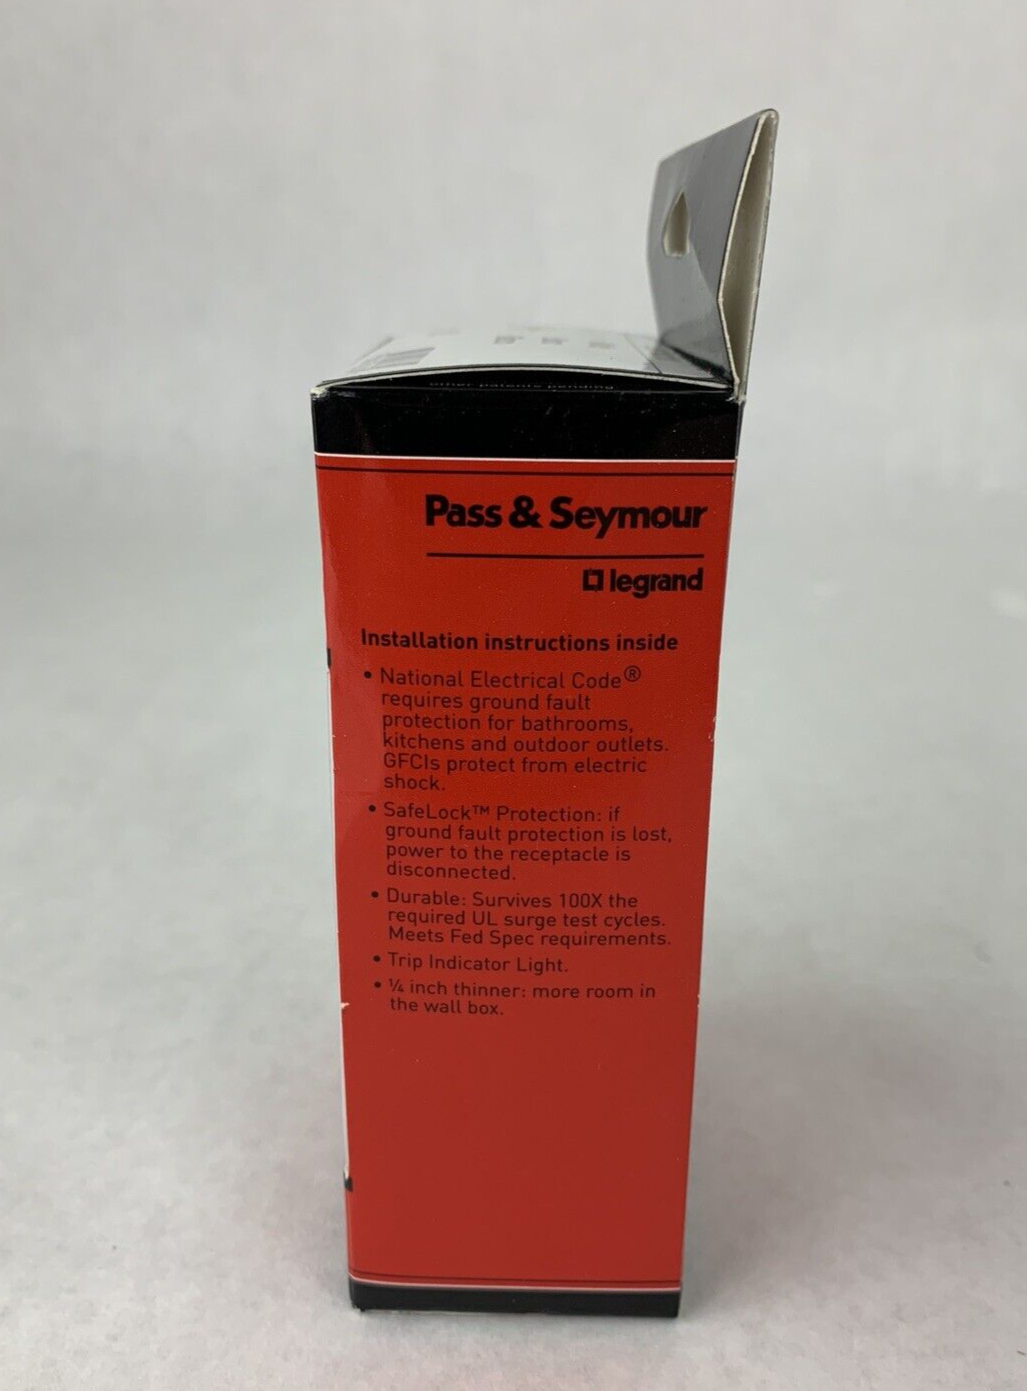 other patents pending
Pass & Seymour
legrand
Installation instructions inside
• National Electrical Code®
requires ground fault
protection for bathrooms,
kitchens and outdoor outlets.
GFCIs protect from electric
shock.
• SafeLock™ Protection: if
ground fault protection is lost,
power to the receptacle is
disconnected.
• Durable: Survives 100X the
required UL surge test cycles.
Meets Fed Spec requirements.
• Trip Indicator Light.
• ¼ inch thinner: more room in
the wall box.